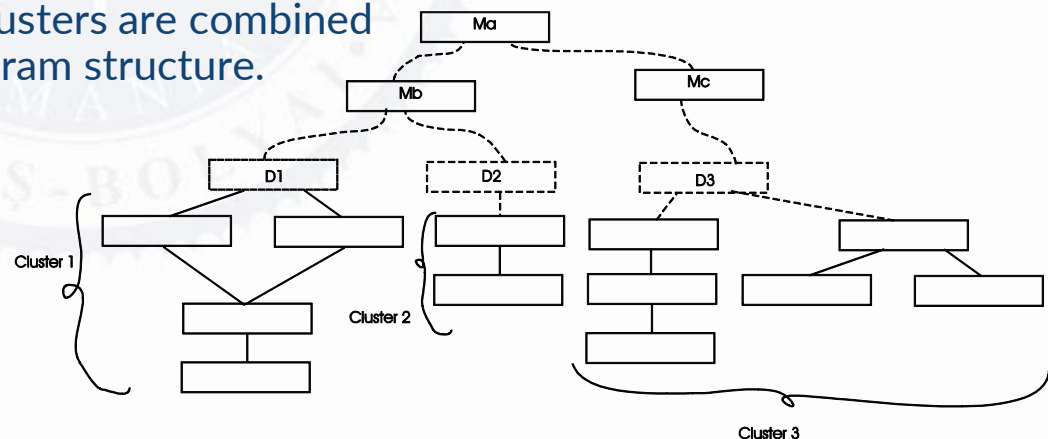 usters are combined
ram structure.
Ma
Mb
Mc
D1
D2
D3
Cluster 1
Cluster 2
Cluster 3